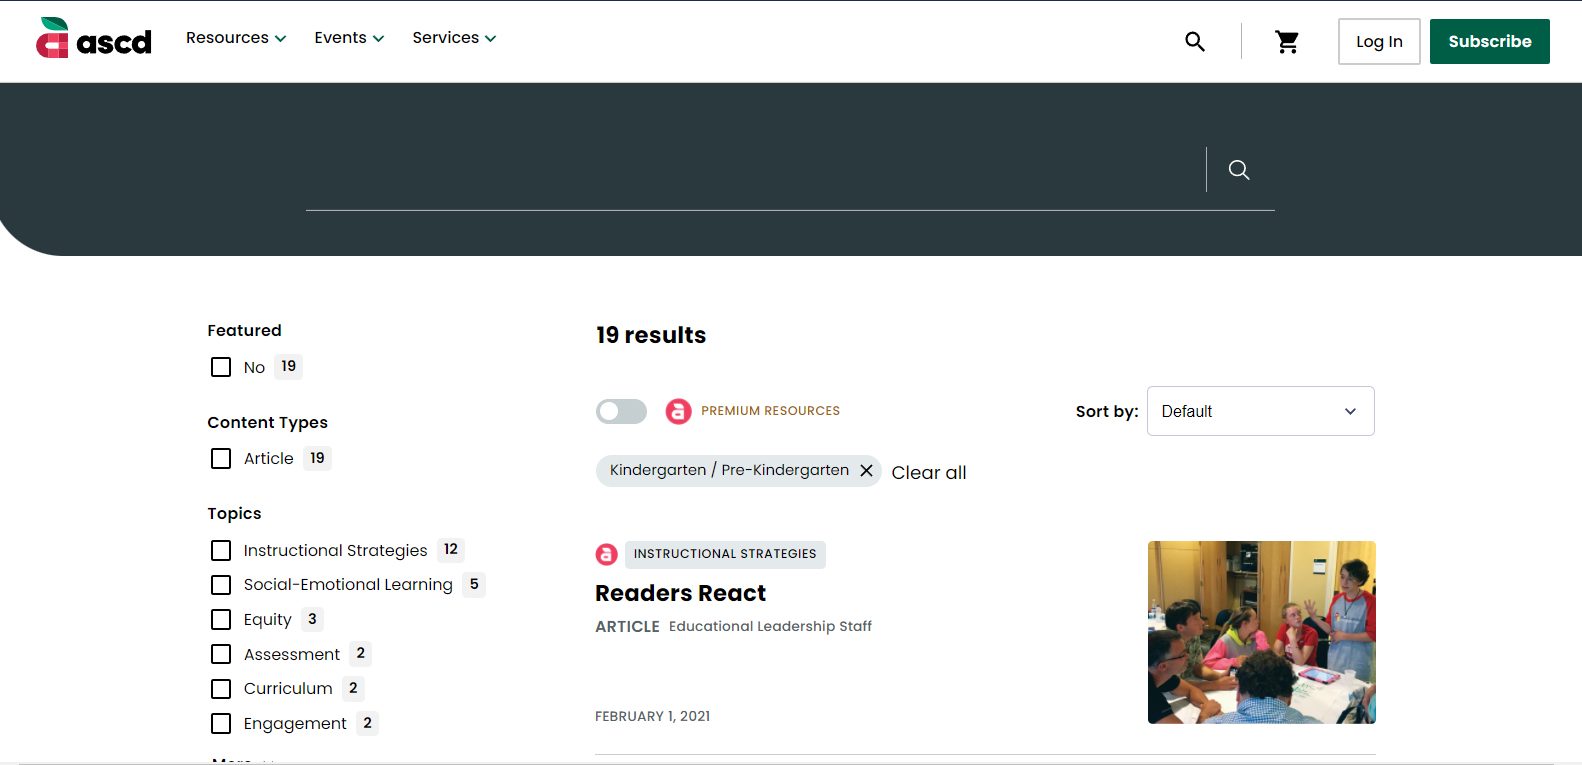 ascd
Resources
Events
Services
Log In
Subscribe
Featured
No 19
Content Types
Article 19
Topics
Instructional Strategies 12
Social-Emotional Learning 5
Equity 3
Assessment 2
Curriculum 2
Engagement 2
More
19 results
PREMIUM RESOURCES
Sort by: Default
Kindergarten / Pre-Kindergarten
Clear all
INSTRUCTIONAL STRATEGIES
Readers React
ARTICLE Educational Leadership Staff
FEBRUARY 1, 2021